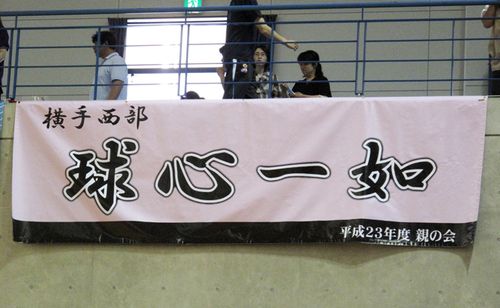 横手西部
球心一如
平成23年度 親の会